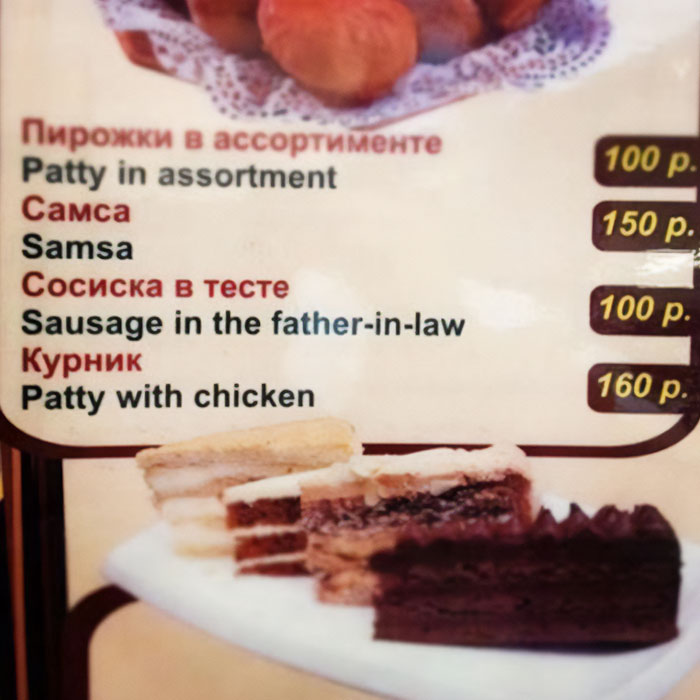 Пирожки в ассортименте
Patty in assortment
100 р.
Самса
Samsa
150 р.
Сосиска в тесте
Sausage in the father-in-law
100 р.
Курник
Patty with chicken
160 р.